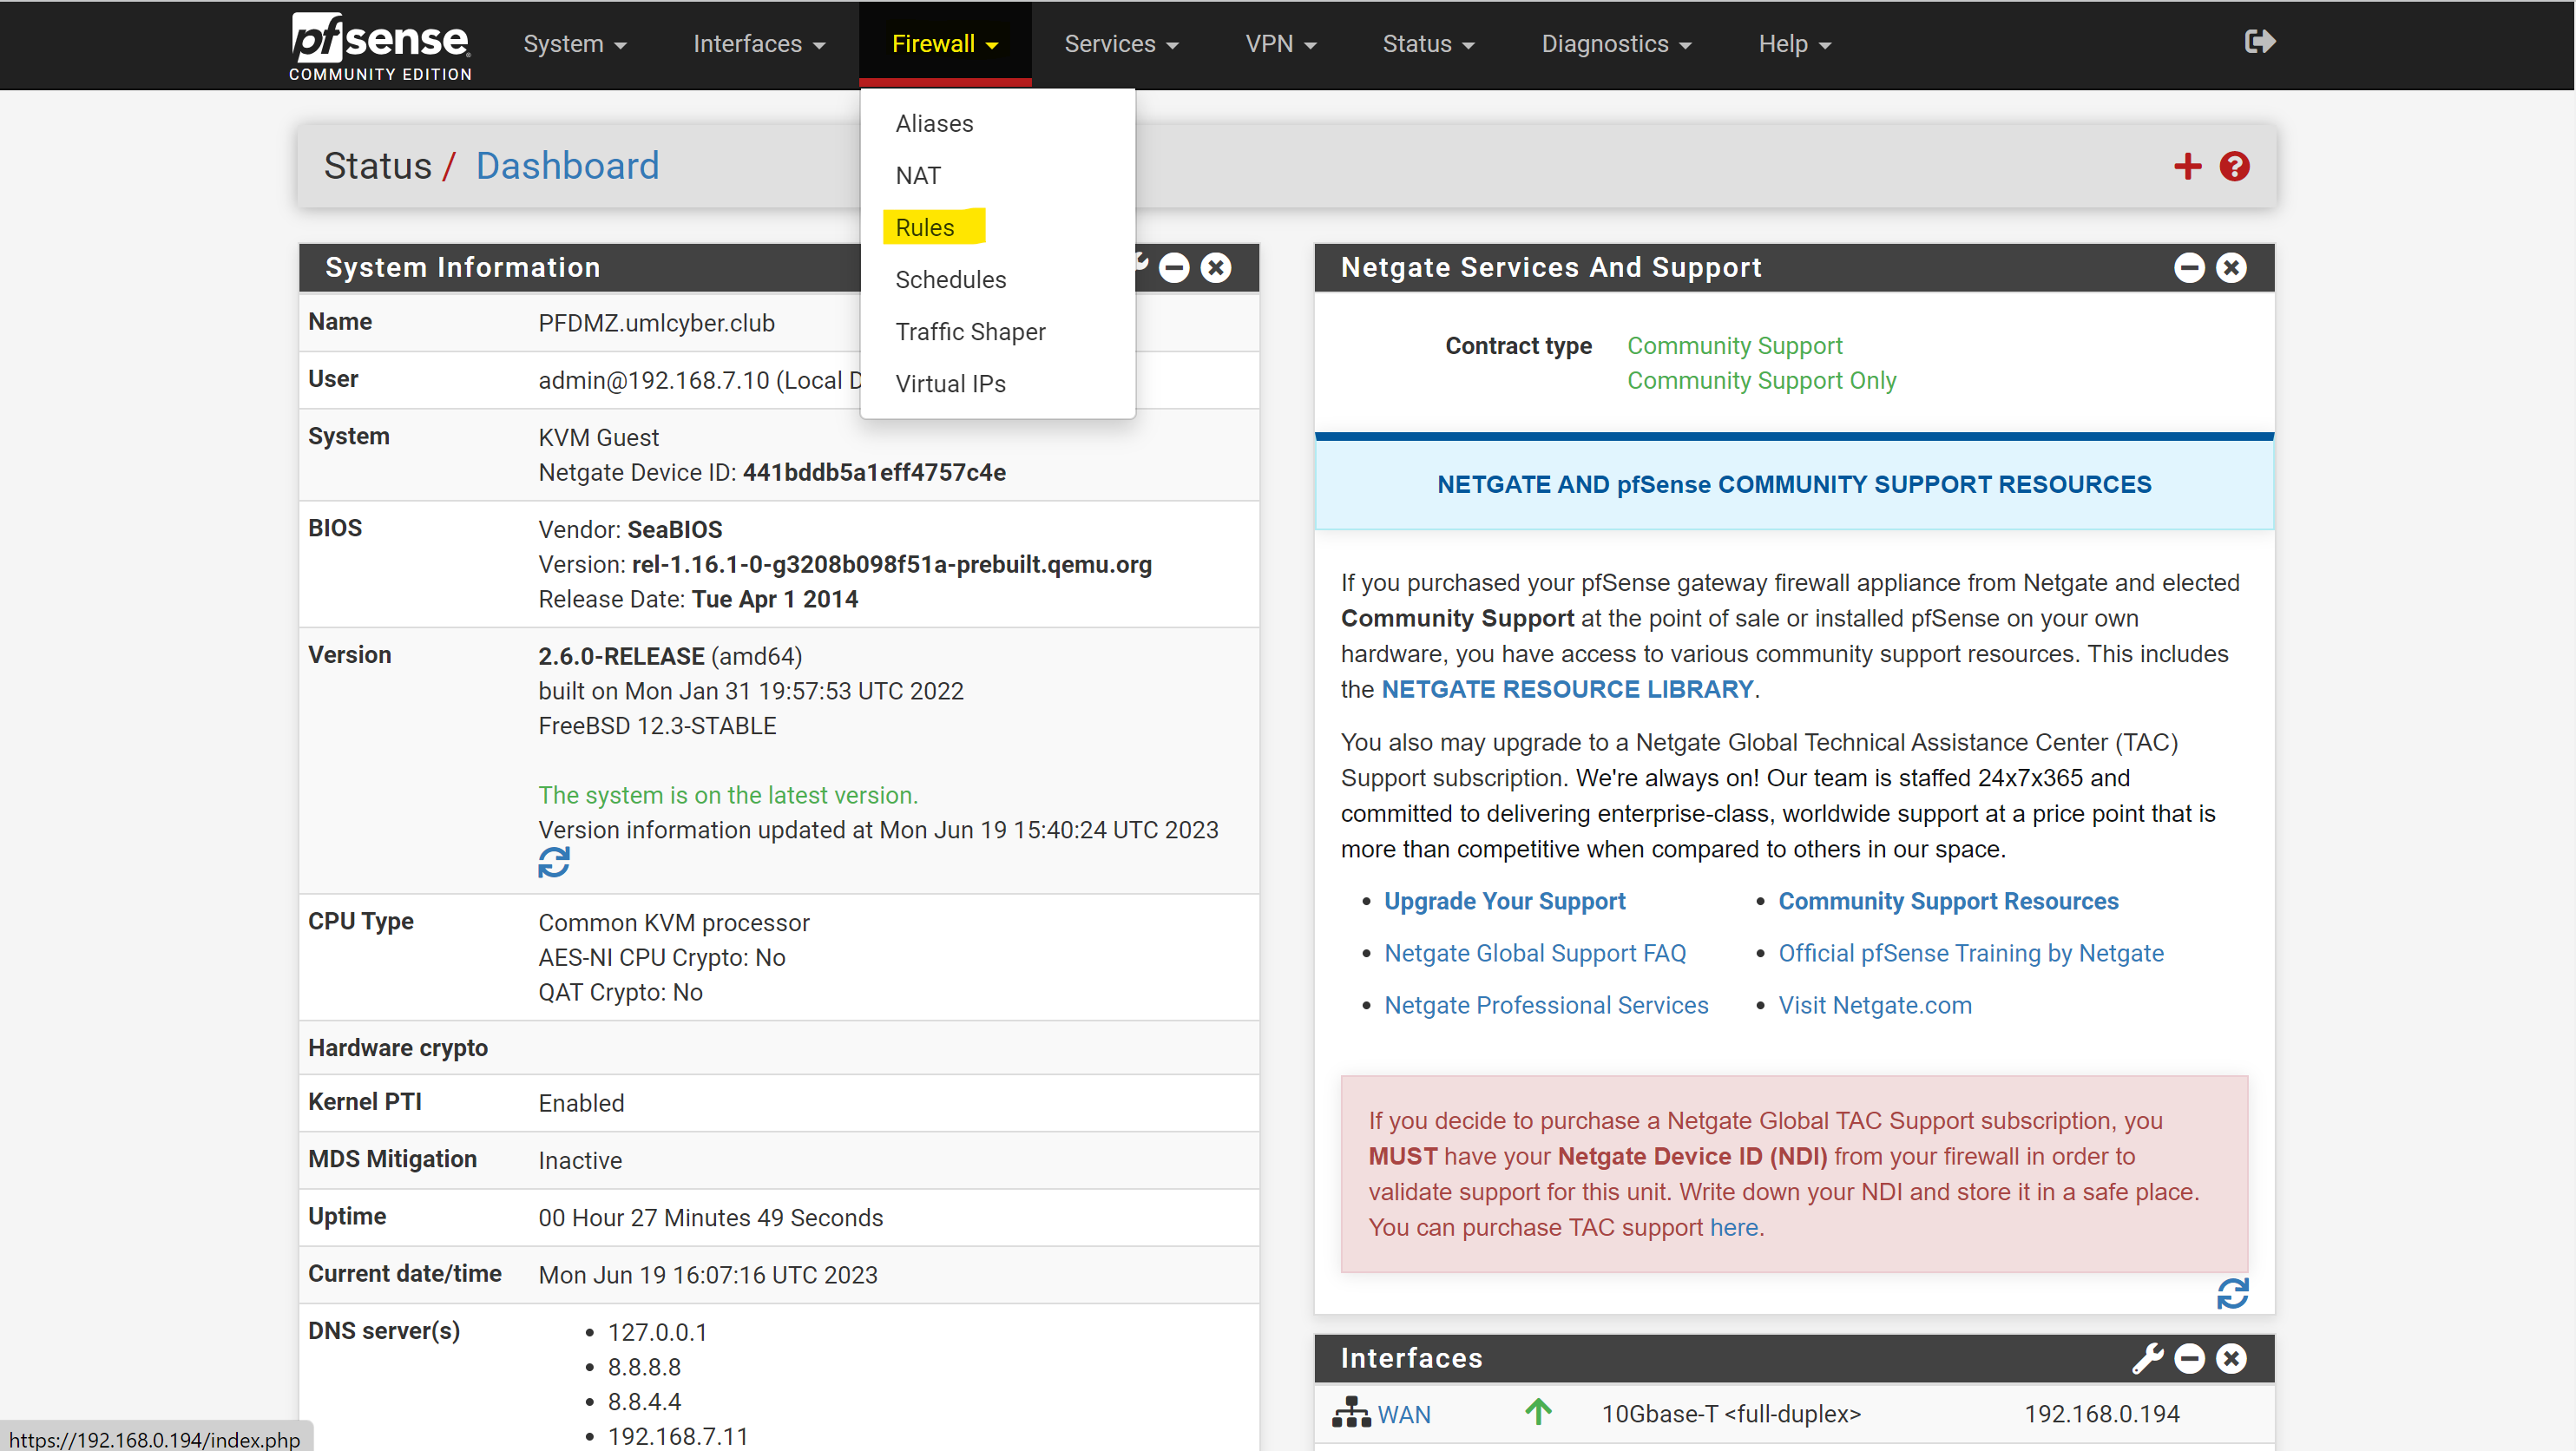 pfsense
COMMUNITY EDITION
System
Interfaces
Firewall
Services
VPN
Status
Diagnostics
Help
Aliases
NAT
Rules
Schedules
Traffic Shaper
Virtual IPs
Status / Dashboard
System Information
Name PFDMZ.umlcyber.club
User admin@192.168.7.10 (Local D
System KVM Guest
Netgate Device ID: 441bddb5a1eff4757c4e
BIOS Vendor: SeaBIOS
Version: rel-1.16.1-0-g3208b098f51a-prebuilt.qemu.org
Release Date: Tue Apr 1 2014
Version 2.6.0-RELEASE (amd64)
built on Mon Jan 31 19:57:53 UTC 2022
FreeBSD 12.3-STABLE
The system is on the latest version.
Version information updated at Mon Jun 19 15:40:24 UTC 2023
CPU Type Common KVM processor
AES-NI CPU Crypto: No
QAT Crypto: No
Hardware crypto
Kernel PTI Enabled
MDS Mitigation Inactive
Uptime 00 Hour 27 Minutes 49 Seconds
Current date/time Mon Jun 19 16:07:16 UTC 2023
DNS server(s) • 127.0.0.1
• 8.8.8.8
• 8.8.4.4
• 192.168.7.11
Netgate Services And Support
Contract type Community Support
Community Support Only
NETGATE AND pfSense COMMUNITY SUPPORT RESOURCES
If you purchased your pfSense gateway firewall appliance from Netgate and elected
Community Support at the point of sale or installed pfSense on your own
hardware, you have access to various community support resources. This includes
the NETGATE RESOURCE LIBRARY.
You also may upgrade to a Netgate Global Technical Assistance Center (TAC)
Support subscription. We're always on! Our team is staffed 24x7x365 and
committed to delivering enterprise-class, worldwide support at a price point that is
more than competitive when compared to others in our space.
• Upgrade Your Support
• Community Support Resources
• Netgate Global Support FAQ
• Official pfSense Training by Netgate
• Netgate Professional Services
• Visit Netgate.com
If you decide to purchase a Netgate Global TAC Support subscription, you
MUST have your Netgate Device ID (NDI) from your firewall in order to
validate support for this unit. Write down your NDI and store it in a safe place.
You can purchase TAC support here.
Interfaces
WAN 10Gbase-T <full-duplex> 192.168.0.194
https://192.168.0.194/index.php